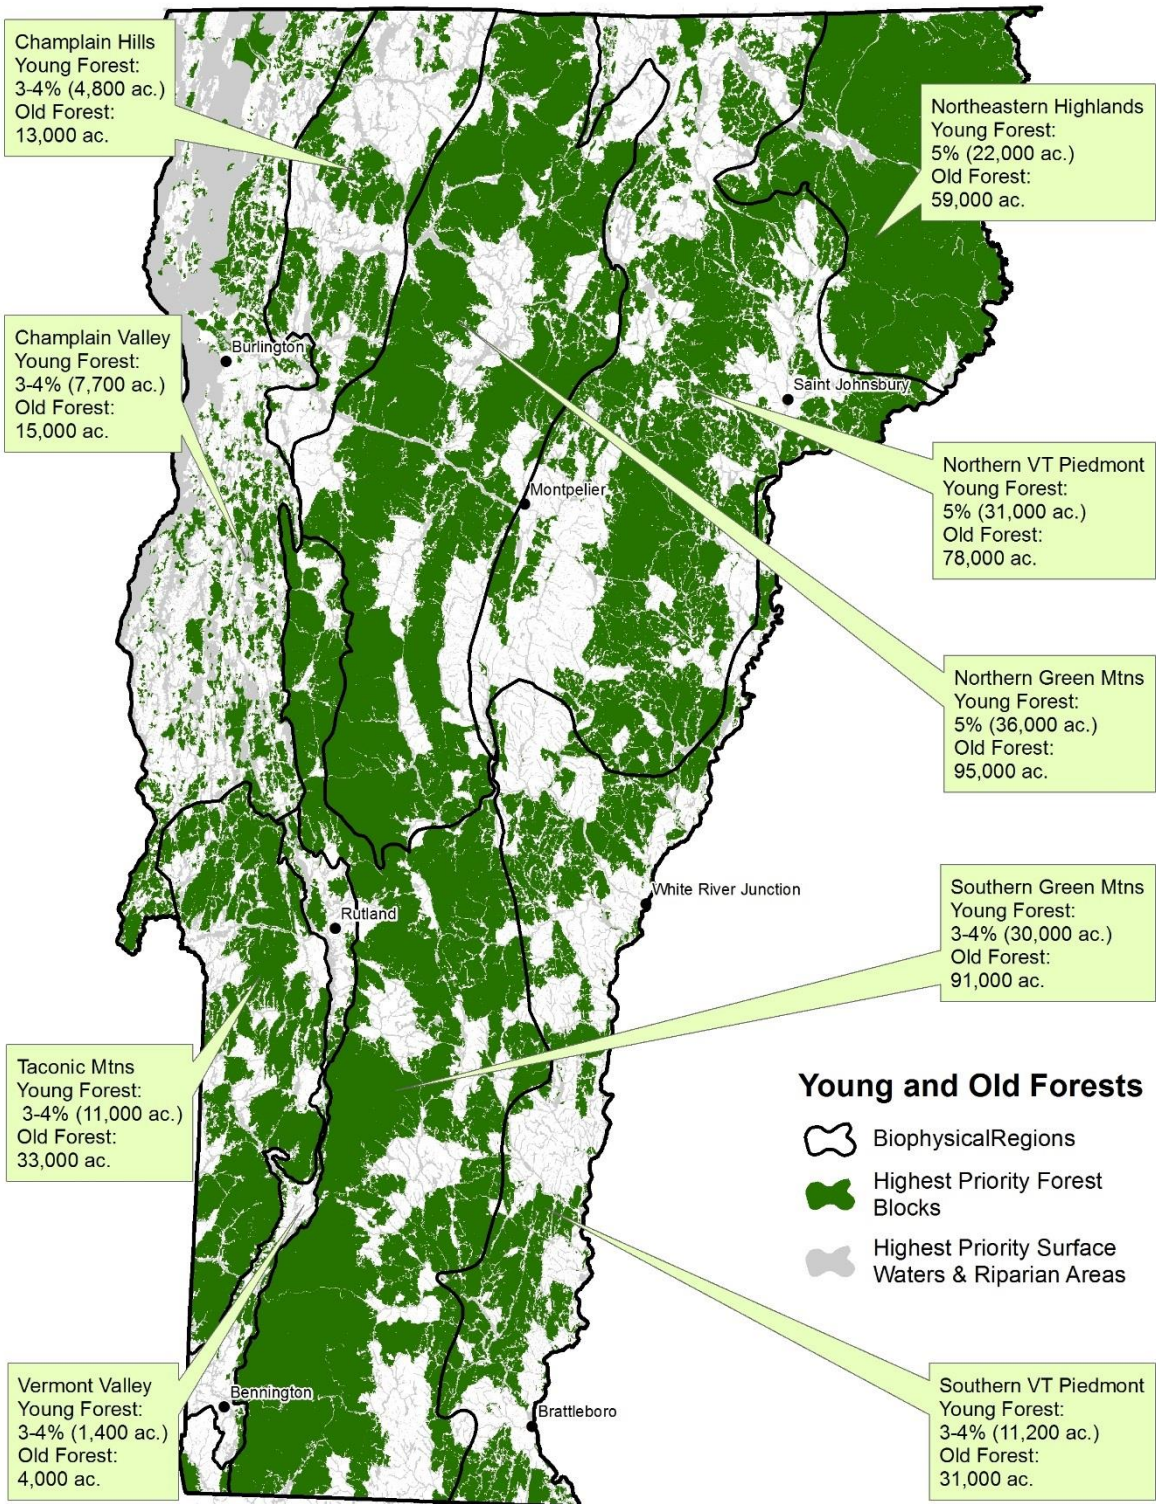 Champlain Hills
Young Forest:
3-4% (4,800 ac.)
Old Forest:
13,000 ac.
Northeastern Highlands
Young Forest:
5% (22,000 ac.)
Old Forest:
59,000 ac.
Champlain Valley
Young Forest:
3-4% (7,700 ac.)
Old Forest:
15,000 ac.
Burlington
Saint Johnsbury
Northern VT Piedmont
Young Forest:
5% (31,000 ac.)
Old Forest:
78,000 ac.
Montpelier
Northern Green Mtns
Young Forest:
5% (36,000 ac.)
Old Forest:
95,000 ac.
White River Junction
Rutland
Southern Green Mtns
Young Forest:
3-4% (30,000 ac.)
Old Forest:
91,000 ac.
Taconic Mtns
Young Forest:
3-4% (11,000 ac.)
Old Forest:
33,000 ac.
Young and Old Forests
BiophysicalRegions
Highest Priority Forest
Blocks
Highest Priority Surface
Waters & Riparian Areas
Vermont Valley
Young Forest:
3-4% (1,400 ac.)
Old Forest:
4,000 ac.
Bennington
Brattleboro
Southern VT Piedmont
Young Forest:
3-4% (11,200 ac.)
Old Forest:
31,000 ac.